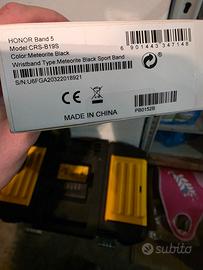 HONOR Band 5
Model:CRS-B19S
Color:Meteorite Black
Wristband Type:Meteorite Black Sport Band
S/N:U6FGA20322018921
6 901443 347148
CE
MADE IN CHINA
PB0152B
subito